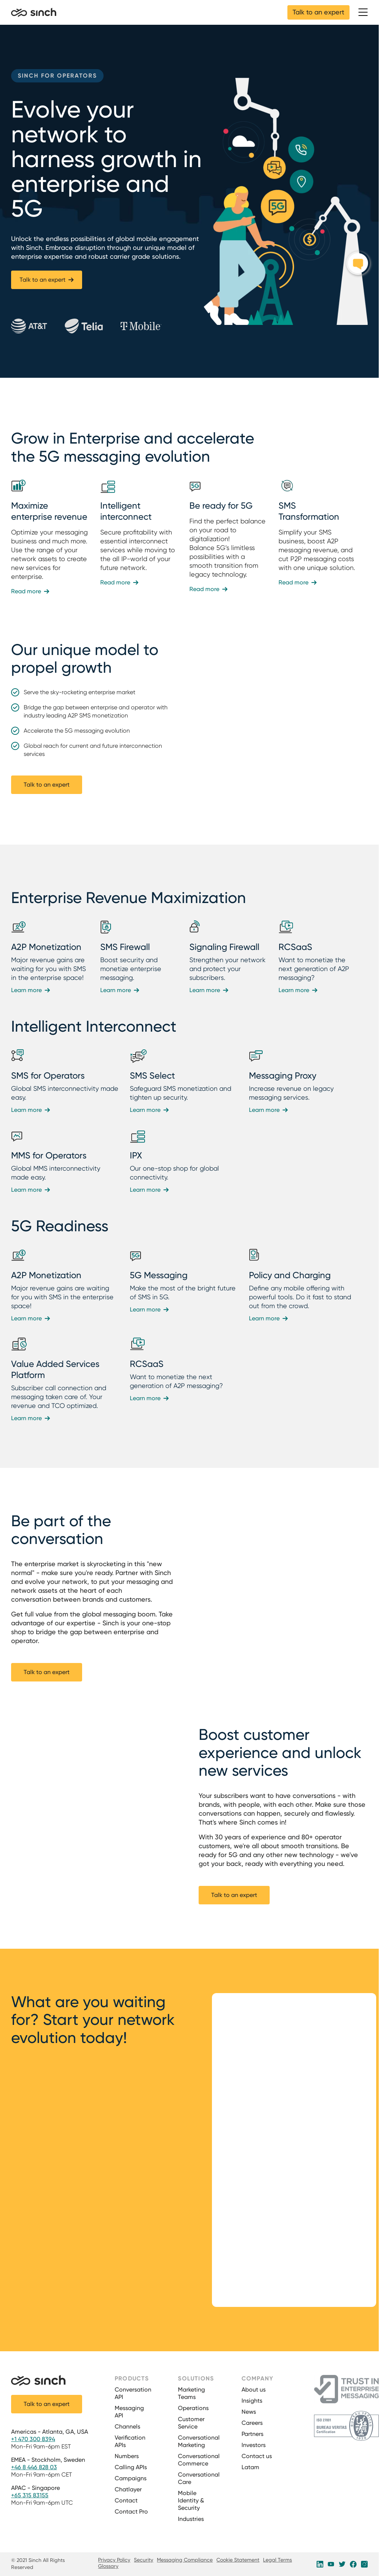 sinch
Talk to an expert
SINCH FOR OPERATORS
Evolve your
network to
harness growth in
enterprise and
5G
Unlock the endless possibilities of global mobile engagement
with Sinch. Embrace disruption through our unique model of
enterprise expertise and robust carrier grade solutions.
Talk to an expert
AT&T
Telia
T Mobile
5G
Grow in Enterprise and accelerate
the 5G messaging evolution
Maximize
enterprise revenue
Optimize your messaging
business and much more.
Use the range of your
network assets to create
new services for
enterprise.
Read more
Intelligent
interconnect
Secure profitability with
essential interconnect
services while moving to
the all-IP world. It's time
to future-proof your
network.
Read more
5G
Be ready for 5G
Find the perfect balance
on your road to
digitalization!
Balance 5G's limitless
possibilities with a
smooth transition from
legacy technology.
Read more
SMS
Transformation
Simplify your SMS
business, boost A2P
messaging revenue, and
cut P2P messaging costs
with one unique solution.
Read more
Our unique model to
propel growth
Serve the sky-rocketing enterprise market
Bridge the gap between enterprise and operator with
industry leading A2P SMS monetization
Accelerate the 5G messaging evolution
Global reach for current and future interconnection
services
Talk to an expert
Enterprise Revenue Maximization
A2P Monetization
Major revenue gains are
waiting for you with SMS
in the enterprise space!
Learn more
SMS Firewall
Boost security and
monetize enterprise
messaging.
Learn more
Signaling Firewall
Strengthen your network
and protect your
subscribers.
Learn more
RCSaaS
Want to monetize the
next generation of A2P
messaging?
Learn more
Intelligent Interconnect
SMS for Operators
Global SMS interconnectivity made
easy.
Learn more
SMS Select
Safeguard SMS monetization and
tighten up security.
Learn more
Messaging Proxy
Increase revenue on legacy
messaging services.
Learn more
MMS for Operators
Global MMS interconnectivity
made easy.
Learn more
IPX
Our one-stop shop for global
connectivity.
Learn more
5G Readiness
A2P Monetization
Major revenue gains are waiting
for you with SMS in the enterprise
space!
Learn more
5G
5G Messaging
Make the most of the bright future
of SMS in 5G.
Learn more
Policy and Charging
Define any mobile offering with
powerful tools. Do it fast to stand
out from the crowd.
Learn more
Value Added Services
Platform
Subscriber call connection and
messaging taken care of. Your
revenue and TCO optimized.
Learn more
RCSaaS
Want to monetize the next
generation of A2P messaging?
Learn more
Be part of the
conversation
The enterprise market is skyrocketing in this "new
normal" - make sure you're ready. Partner with Sinch
and evolve your network, to put your messaging and
network assets at the heart of each
conversation between brands and customers.
Get full value from the global messaging boom. Take
advantage of our expertise - Sinch is your one-stop
shop to bridge the gap between enterprise and
operator.
Talk to an expert
Boost customer
experience and unlock
new services
Your subscribers want to have conversations - with
brands, with people, with each other. Make sure those
conversations can happen, securely and flawlessly.
That's where Sinch comes in!
With 30 years of experience and 80+ operator
customers, we're all about smooth transitions. Be
ready for 5G and any other new technology - we've
got your back, ready with everything you need.
Talk to an expert
What are you waiting
for? Start your network
evolution today!
sinch
Talk to an expert
Americas - Atlanta, GA, USA
+1 470 300 8394
Mon-Fri 9am-6pm EST
EMEA - Stockholm, Sweden
+46 8 446 828 03
Mon-Fri 9am-6pm CET
APAC - Singapore
+65 315 83155
Mon-Fri 9am-6pm UTC
PRODUCTS
Conversation
API
Messaging
API
Channels
Verification
APIs
Numbers
Calling APIs
Campaigns
Chatlayer
Contact
Contact Pro
SOLUTIONS
Marketing
Teams
Operations
Customer
Service
Conversational
Marketing
Conversational
Commerce
Conversational
Care
Mobile
Identity &
Security
Industries
COMPANY
About us
Insights
News
Careers
Partners
Investors
Contact us
Latam
TRUST IN
ENTERPRISE
MESSAGING
BUREAU VERITAS
Certification
© 2021 Sinch All Rights
Reserved
Privacy Policy Security Messaging Compliance Cookie Statement Legal Terms
Glossary